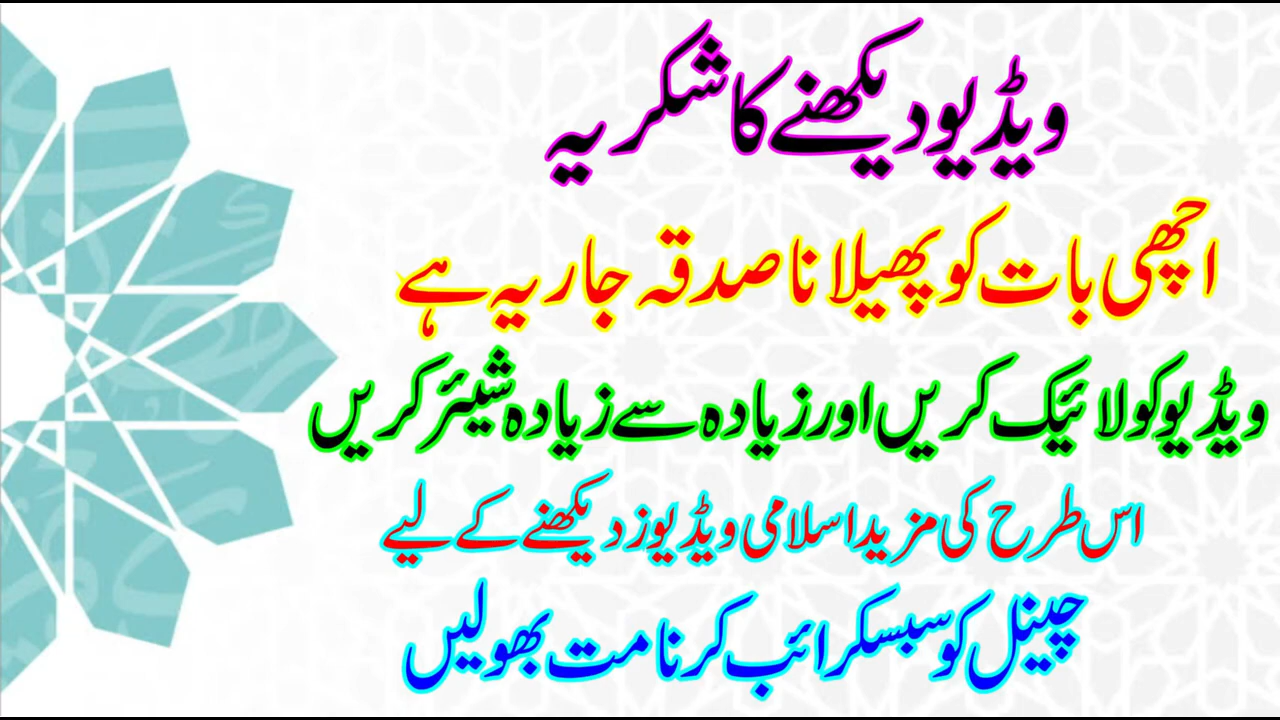 ویڈیو دیکھنے کا شکریہ
اچھی بات کو پھیلانا صدقہ جاریہ ہے
ویڈیو کو لائیک کریں اور زیادہ سے زیادہ شیئر کریں
اس طرح کی مزید اسلامی ویڈیوز دیکھنے کے لیے
چینل کو سبسکرائب کرنا مت بھولیں